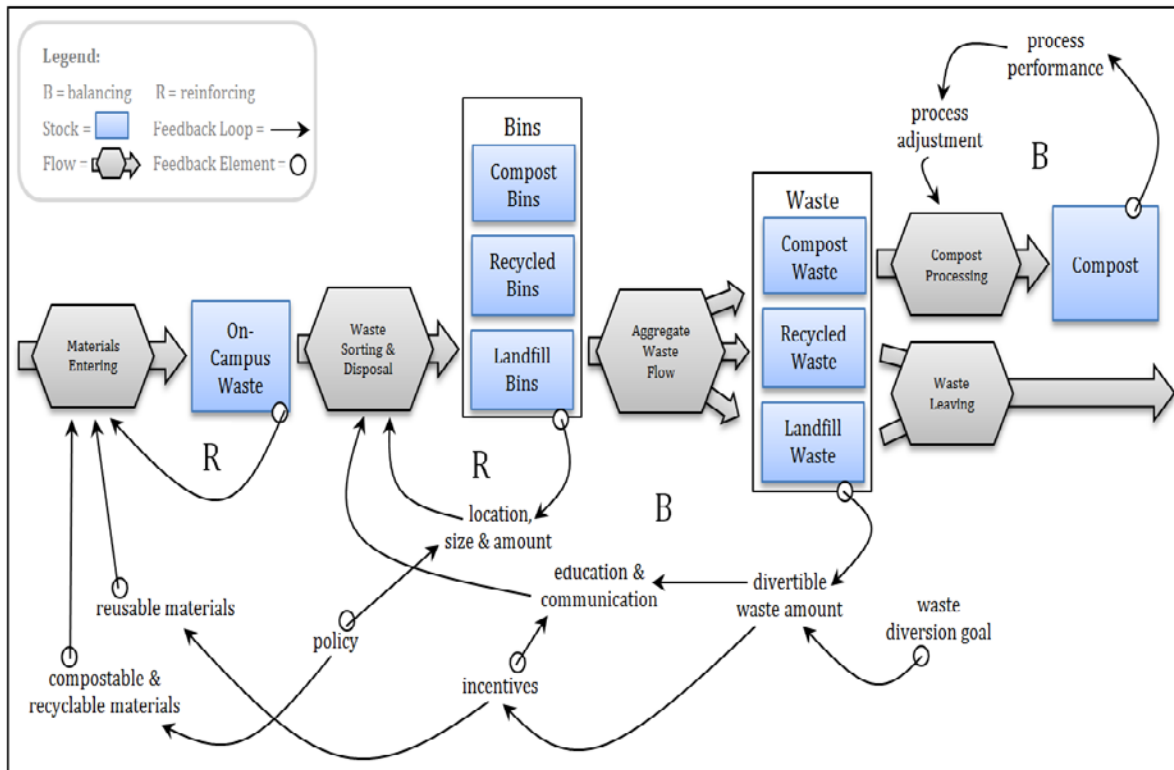 Legend:
B = balancing R = reinforcing
Stock = Feedback Loop =
Flow = Feedback Element =
process
performance
process
adjustment
B
Bins
Compost
Bins
Recycled
Bins
Landfill
Bins
Waste
Compost
Waste
Recycled
Waste
Landfill
Waste
Compost
Processing
Compost
Materials
Entering
On-
Campus
Waste
Waste
Sorting &
Disposal
Aggregate
Waste
Flow
Waste
Leaving
R
R
B
location,
size & amount
education &
communication
divertible
waste amount
waste
diversion goal
reusable materials
policy
incentives
compostable &
recyclable materials